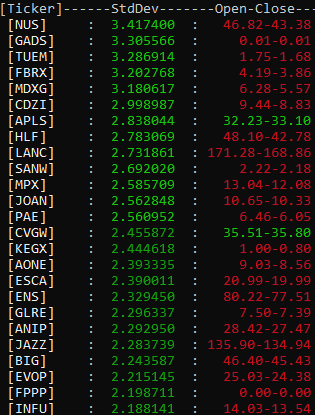 [Ticker]------StdDev-------Open-Close---
[NUS] : 3.417400 : 46.82-43.38
[GADS] : 3.305566 : 0.01-0.01
[TUEM] : 3.286914 : 1.75-1.68
[FBRX] : 3.202768 : 4.19-3.86
[MDXG] : 3.180617 : 6.28-5.57
[CDZI] : 2.998987 : 9.44-8.83
[APLS] : 2.838044 : 32.23-33.10
[HLF] : 2.783069 : 48.10-42.78
[LANC] : 2.731861 : 171.28-168.86
[SANW] : 2.692020 : 2.22-2.18
[MPX] : 2.585709 : 13.04-12.08
[JOAN] : 2.562848 : 10.65-10.33
[PAE] : 2.560952 : 6.46-6.05
[CVGW] : 2.455872 : 35.51-35.80
[KEGX] : 2.444618 : 1.00-0.80
[AONE] : 2.393335 : 9.03-8.56
[ESCA] : 2.390011 : 20.99-19.99
[ENS] : 2.329450 : 80.22-77.51
[GLRE] : 2.296337 : 7.50-7.39
[ANIP] : 2.292950 : 28.42-27.47
[JAZZ] : 2.283739 : 135.90-134.94
[BIG] : 2.243587 : 46.40-45.43
[EVOP] : 2.215145 : 25.03-24.38
[FPPP] : 2.198711 : 0.00-0.00
[INFU] : 2.188141 : 14.03-13.54